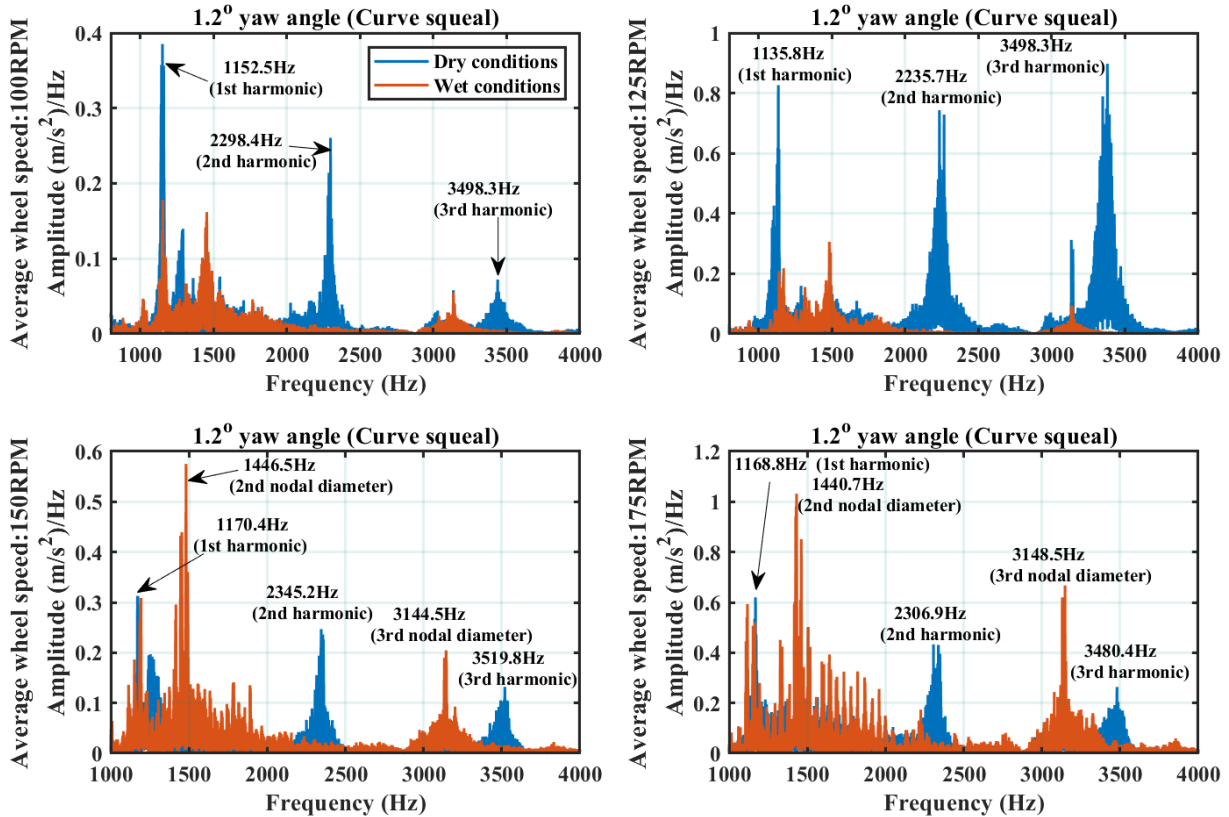 1.2° yaw angle (Curve squeal)
Average wheel speed:100RPM
Amplitude (m/s²)/Hz
0.4
0.3
0.2
0.1
0
1152.5Hz
(1st harmonic)
2298.4Hz
(2nd harmonic)
3498.3Hz
(3rd harmonic)
Dry conditions
Wet conditions
1000 1500 2000 2500 3000 3500 4000
Frequency (Hz)
1.2° yaw angle (Curve squeal)
Average wheel speed:125RPM
Amplitude (m/s²)/Hz
1
0.8
0.6
0.4
0.2
0
1135.8Hz
(1st harmonic)
2235.7Hz
(2nd harmonic)
3498.3Hz
(3rd harmonic)
1000 1500 2000 2500 3000 3500 4000
Frequency (Hz)
1.2° yaw angle (Curve squeal)
Average wheel speed:150RPM
Amplitude (m/s²)/Hz
0.6
0.5
0.4
0.3
0.2
0.1
0
1446.5Hz
(2nd nodal diameter)
1170.4Hz
(1st harmonic)
2345.2Hz
(2nd harmonic)
3144.5Hz
(3rd nodal diameter)
3519.8Hz
(3rd harmonic)
1000 1500 2000 2500 3000 3500 4000
Frequency (Hz)
1.2° yaw angle (Curve squeal)
Average wheel speed:175RPM
Amplitude (m/s²)/Hz
1.2
1
0.8
0.6
0.4
0.2
0
1168.8Hz (1st harmonic)
1440.7Hz
(2nd nodal diameter)
3148.5Hz
(3rd nodal diameter)
2306.9Hz
(2nd harmonic)
3480.4Hz
(3rd harmonic)
1000 1500 2000 2500 3000 3500 4000
Frequency (Hz)